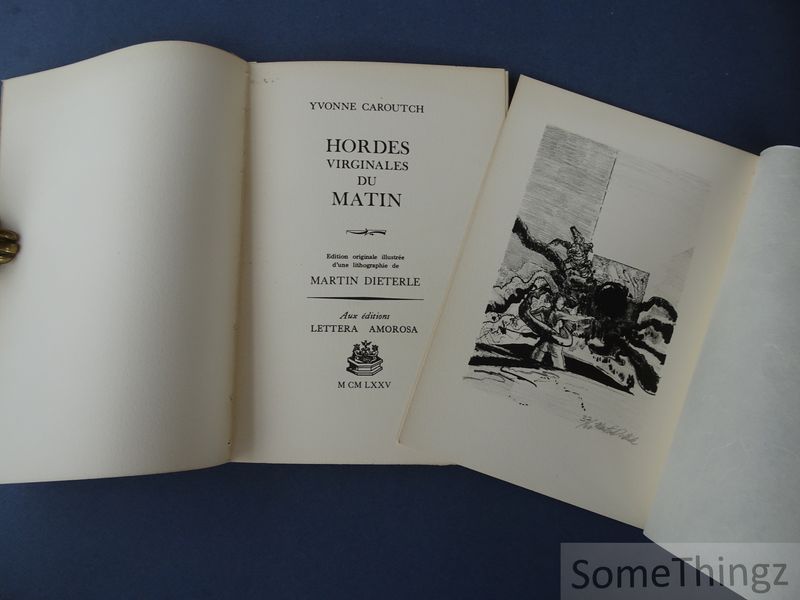 YVONNE CAROUTCH
HORDES
VIRGINALES
DU
MATIN
Edition originale illustrée
d'une lithographie de
MARTIN DIETERLE
Aux éditions
LETTERA AMOROSA
M CM LXXV
SomeThingz